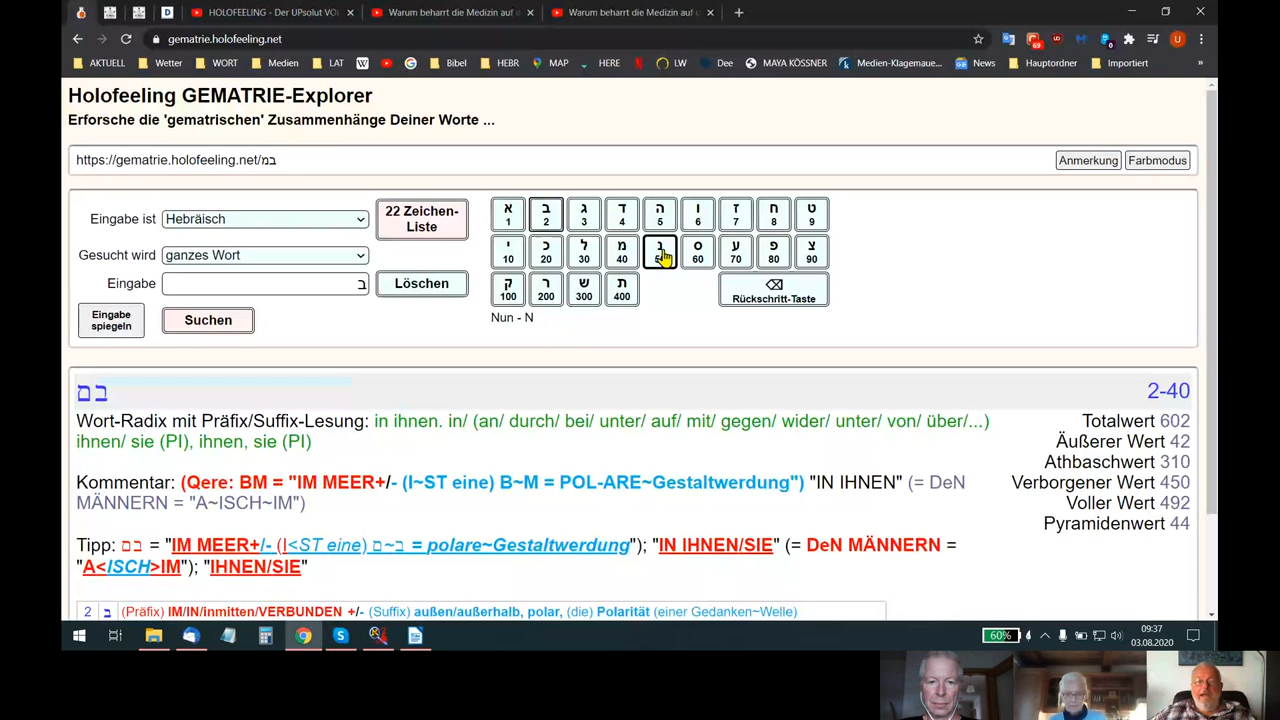 HOLOFEELING - Der UPsolut VOL
Warum beharrt die Medizin auf d
Warum beharrt die Medizin auf d
gematrie.holofeeling.net
69
0
U
AKTUELL Wetter WORT Medien LAT Bibel HEBR MAP HERE LW Dee MAYA KÖSSNER Medien-Klagemaue... News Hauptordner Importiert »
Holofeeling GEMATRIE-Explorer
Erforsche die 'gematrischen' Zusammenhänge Deiner Worte ...
https://gematrie.holofeeling.net/במ
Anmerkung Farbmodus
Eingabe ist Hebräisch
22 Zeichen-Liste
Gesucht wird ganzes Wort
Eingabe ב
Löschen
Eingabe spiegeln
Suchen
א ב ג ד ה ו ז ח ט
1 2 3 4 5 6 7 8 9
י כ ל מ נ ס ע פ צ
10 20 30 40 5 60 70 80 90
ק ר ש ת
100 200 300 400
Rückschritt-Taste
Nun - N
במ 2-40
Wort-Radix mit Präfix/Suffix-Lesung: in ihnen. in/ (an/ durch/ bei/ unter/ auf/ mit/ gegen/ wider/ unter/ von/ über/...)
ihnen/ sie (PI), ihnen, sie (PI)
Totalwert 602
Äußerer Wert 42
Athbaschwert 310
Verborgener Wert 450
Voller Wert 492
Pyramidenwert 44
Kommentar: (Qere: BM = "IM MEER+/- (I~ST eine) B~M = POL-ARE~Gestaltwerdung") "IN IHNEN" (= DeN
MÄNNERN = "A~ISCH~IM")
Tipp: במ = "IM MEER+/- (I<ST eine) ב~מ = polare~Gestaltwerdung"); "IN IHNEN/SIE" (= DeN MÄNNERN =
"A<ISCH>IM"); "IHNEN/SIE"
2 ב (Präfix) IM/IN/inmitten/VERBUNDEN +/- (Suffix) außen/außerhalb, polar, (die) Polarität (einer Gedanken~Welle)
60%
09:37
03.08.2020